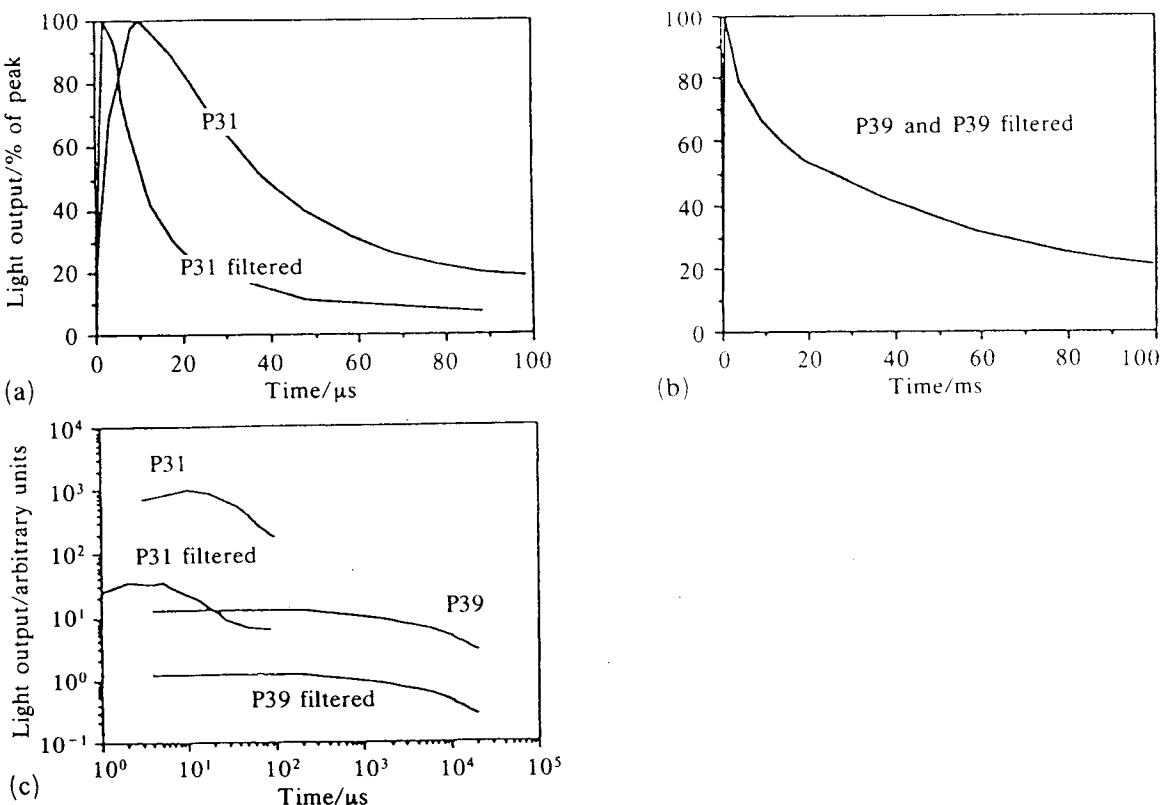 Light output/% of peak
100
80
60
40
20
0
P31
P31 filtered
0 20 40 60 80 100
Time/μs
(a)
100
80
60
40
20
0
P39 and P39 filtered
0 20 40 60 80 100
Time/ms
(b)
Light output/arbitrary units
10⁴
10³
10²
10¹
10⁰
10⁻¹
P31
P31 filtered
P39
P39 filtered
10⁰ 10¹ 10² 10³ 10⁴ 10⁵
Time/μs
(c)